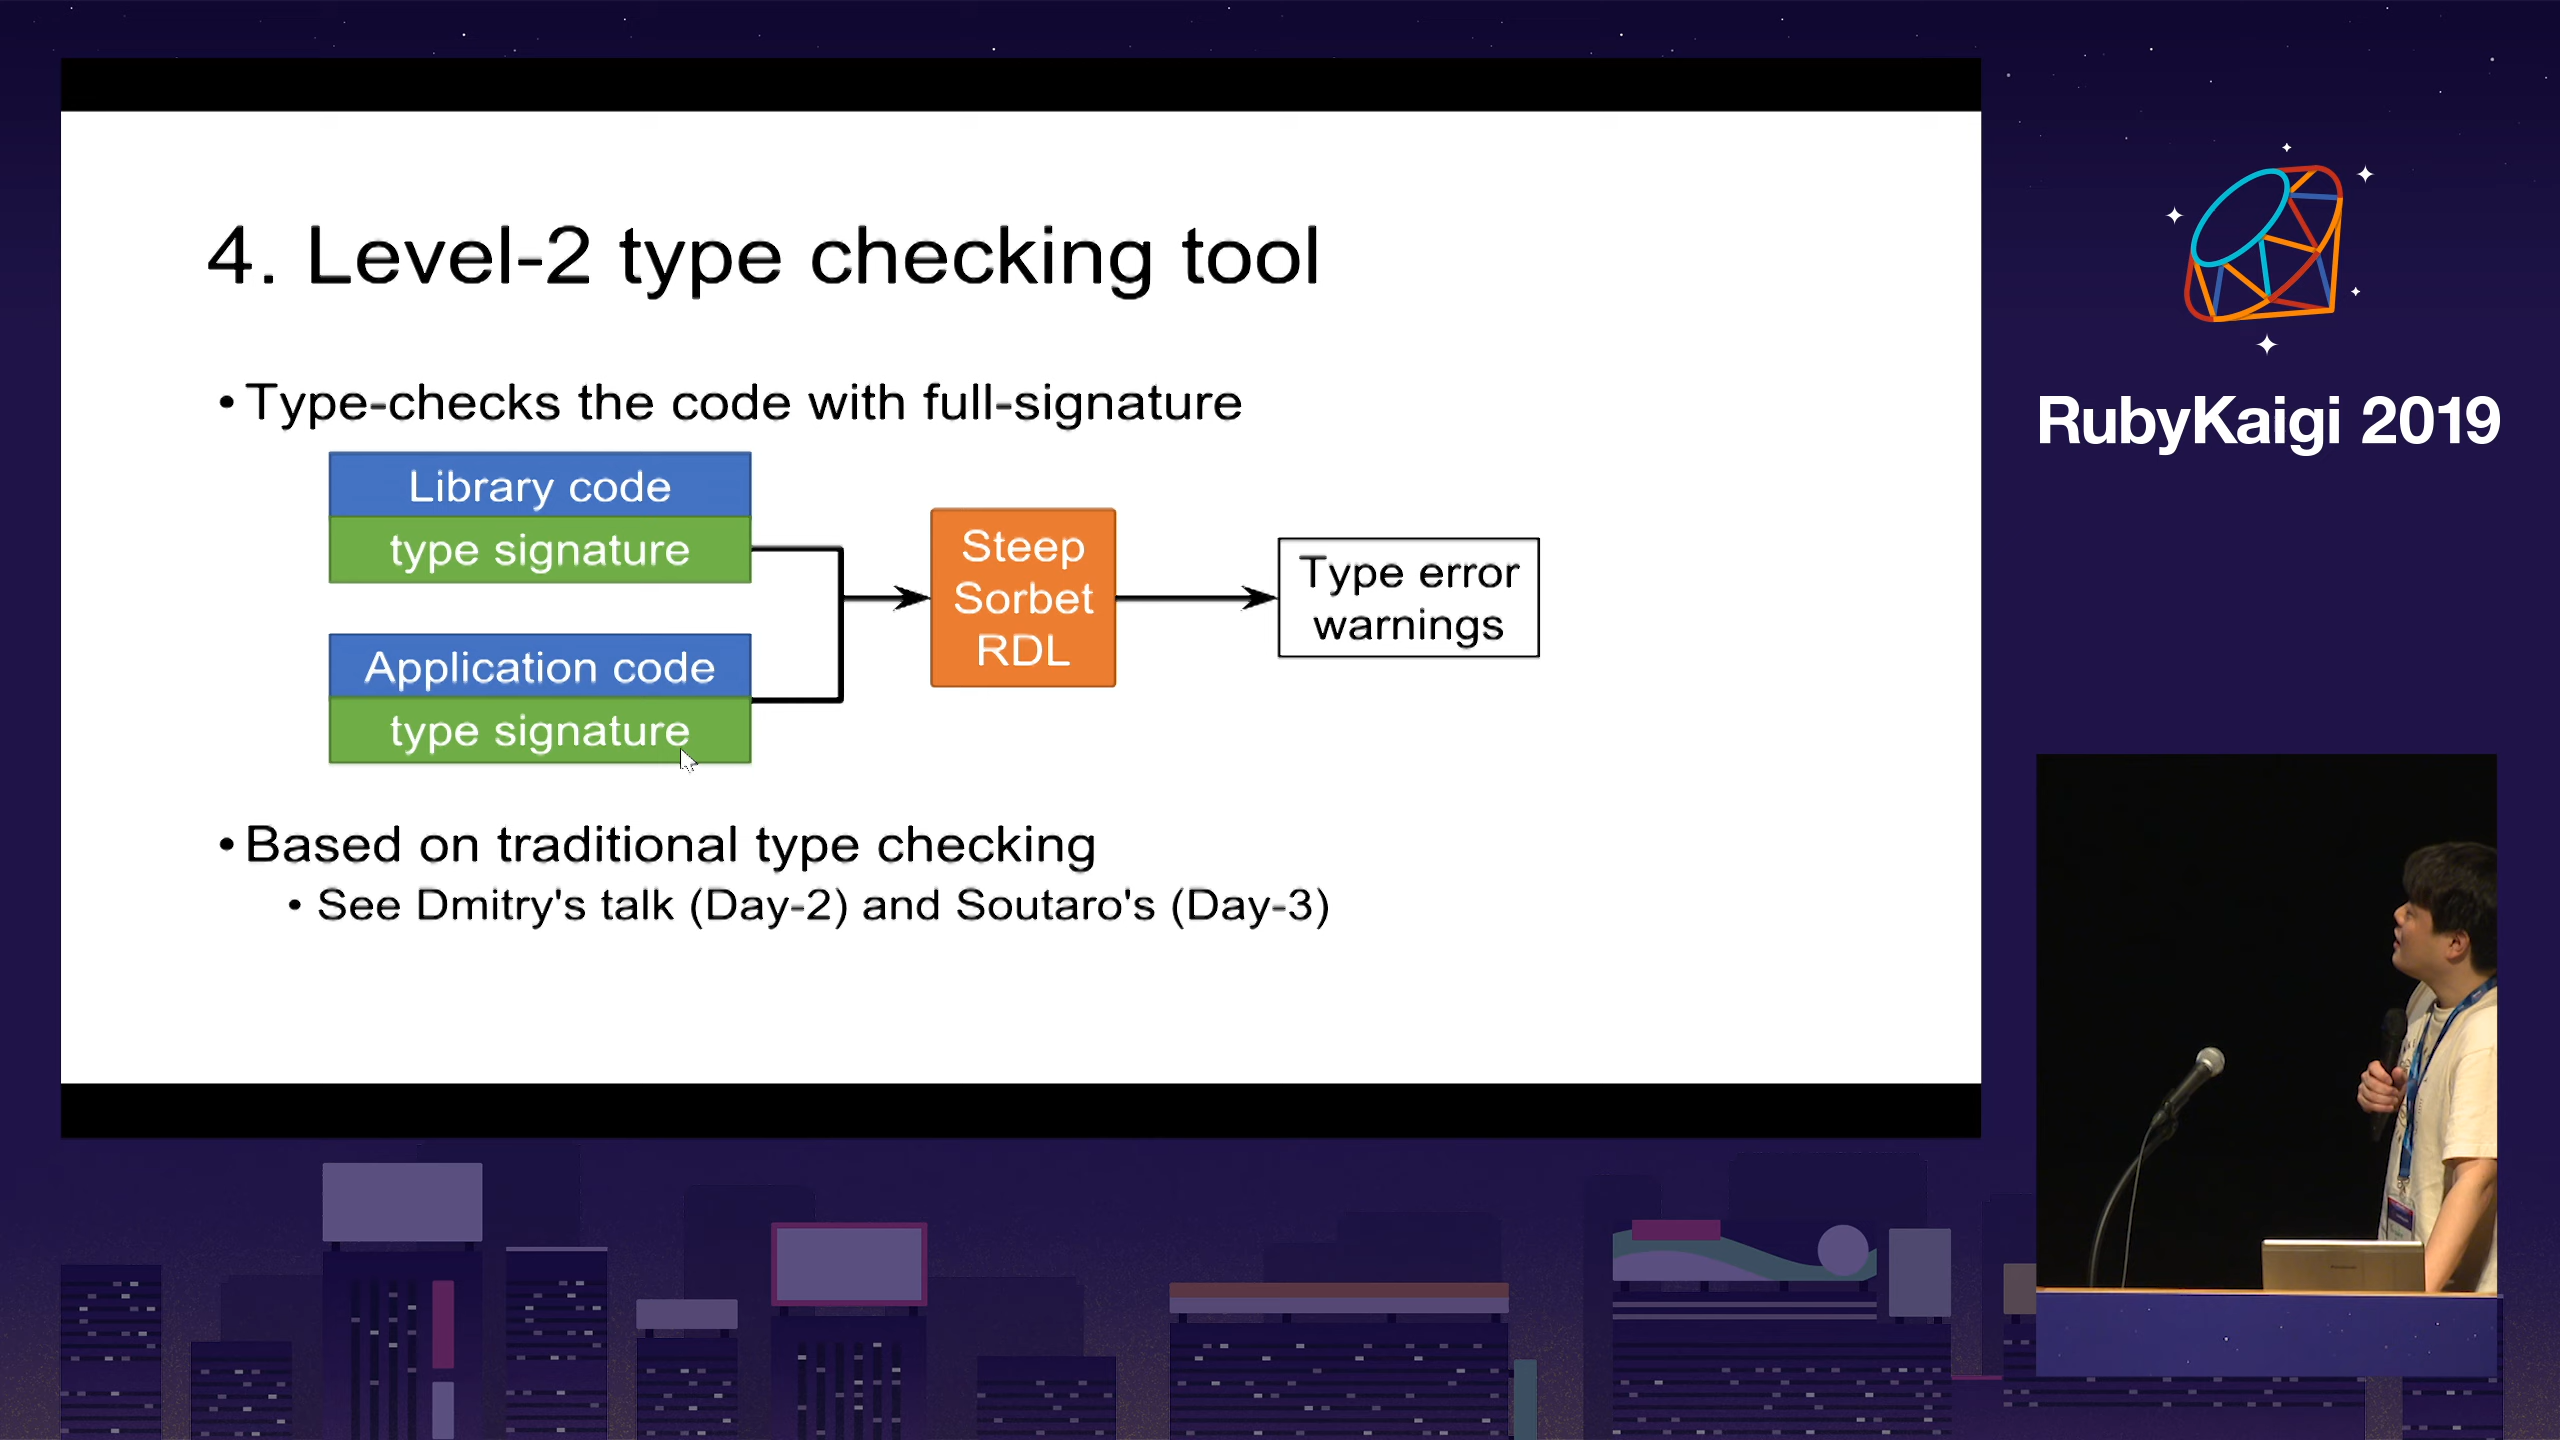 4. Level-2 type checking tool
• Type-checks the code with full-signature
Library code
type signature
Application code
type signature
Steep
Sorbet
RDL
Type error
warnings
• Based on traditional type checking
• See Dmitry's talk (Day-2) and Soutaro's (Day-3)
RubyKaigi 2019